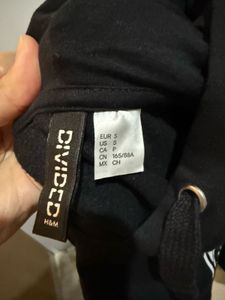 DIVIDED
H&M
EUR S
US S
CA P
CN 165/88A
MX CH